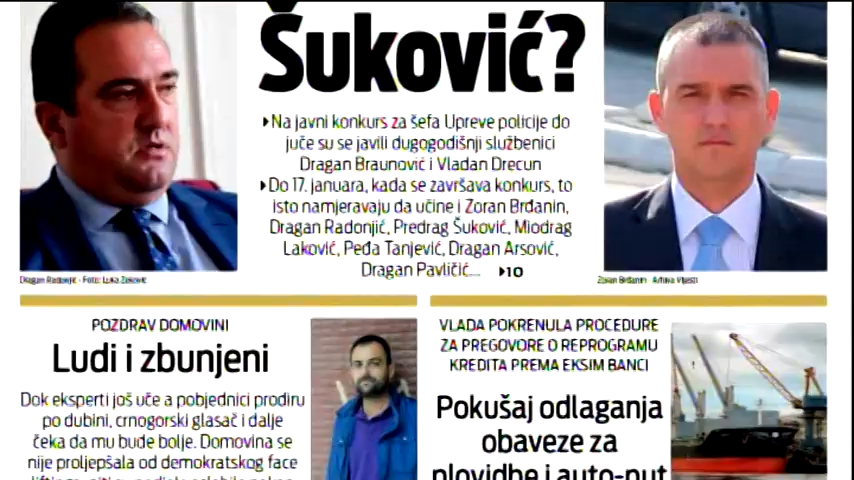 Šuković?
Na javni konkurs za šefa Upreve policije do
juče su se javili dugogodišnji službenici
Dragan Braunović i Vladan Drecun
Do 17. januara, kada se završava konkurs, to
isto namjeravaju da učine i Zoran Brđanin,
Dragan Radonjić, Predrag Šuković, Miodrag
Laković, Peđa Tanjević, Dragan Arsović,
Dragan Pavličić... 10
Dragan Radonjić - Foto: Luka Zeković
Zoran Brđanin - Arhiva Vijesti
POZDRAV DOMOVINI
Ludi i zbunjeni
Dok eksperti još uče a pobjednici prodiru
po dubini, crnogorski glasač i dalje
čeka da mu bude bolje. Domovina se
nije proljepšala od demokratskog face
VLADA POKRENULA PROCEDURE
ZA PREGOVORE O REPROGRAMU
KREDITA PREMA EKSIM BANCI
Pokušaj odlaganja
obaveze za
plovidbe i auto-put